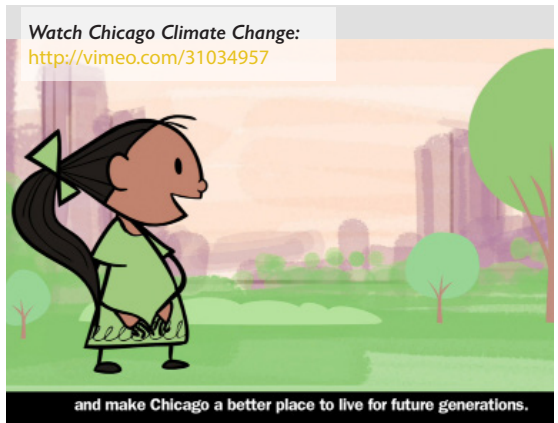 Watch Chicago Climate Change:
http://vimeo.com/31034957
and make Chicago a better place to live for future generations.